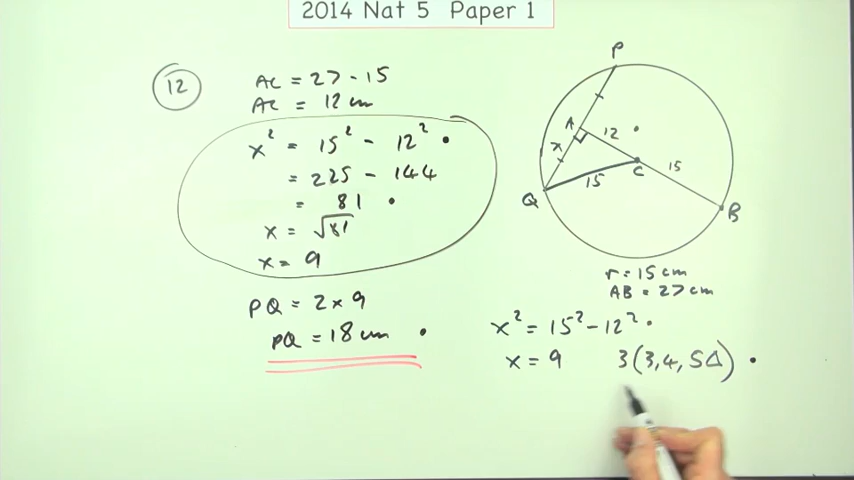 2014 Nat 5 Paper 1
12
AC = 27 - 15
AC = 12 cm
x² = 15² - 12² •
= 225 - 144
= 81 •
x = √81
x = 9
PQ = 2 × 9
PQ = 18 cm •
P
A
12
x
15
C
15
Q
B
r = 15 cm
AB = 27 cm
x² = 15² - 12² •
x = 9 3(3,4,5Δ) •